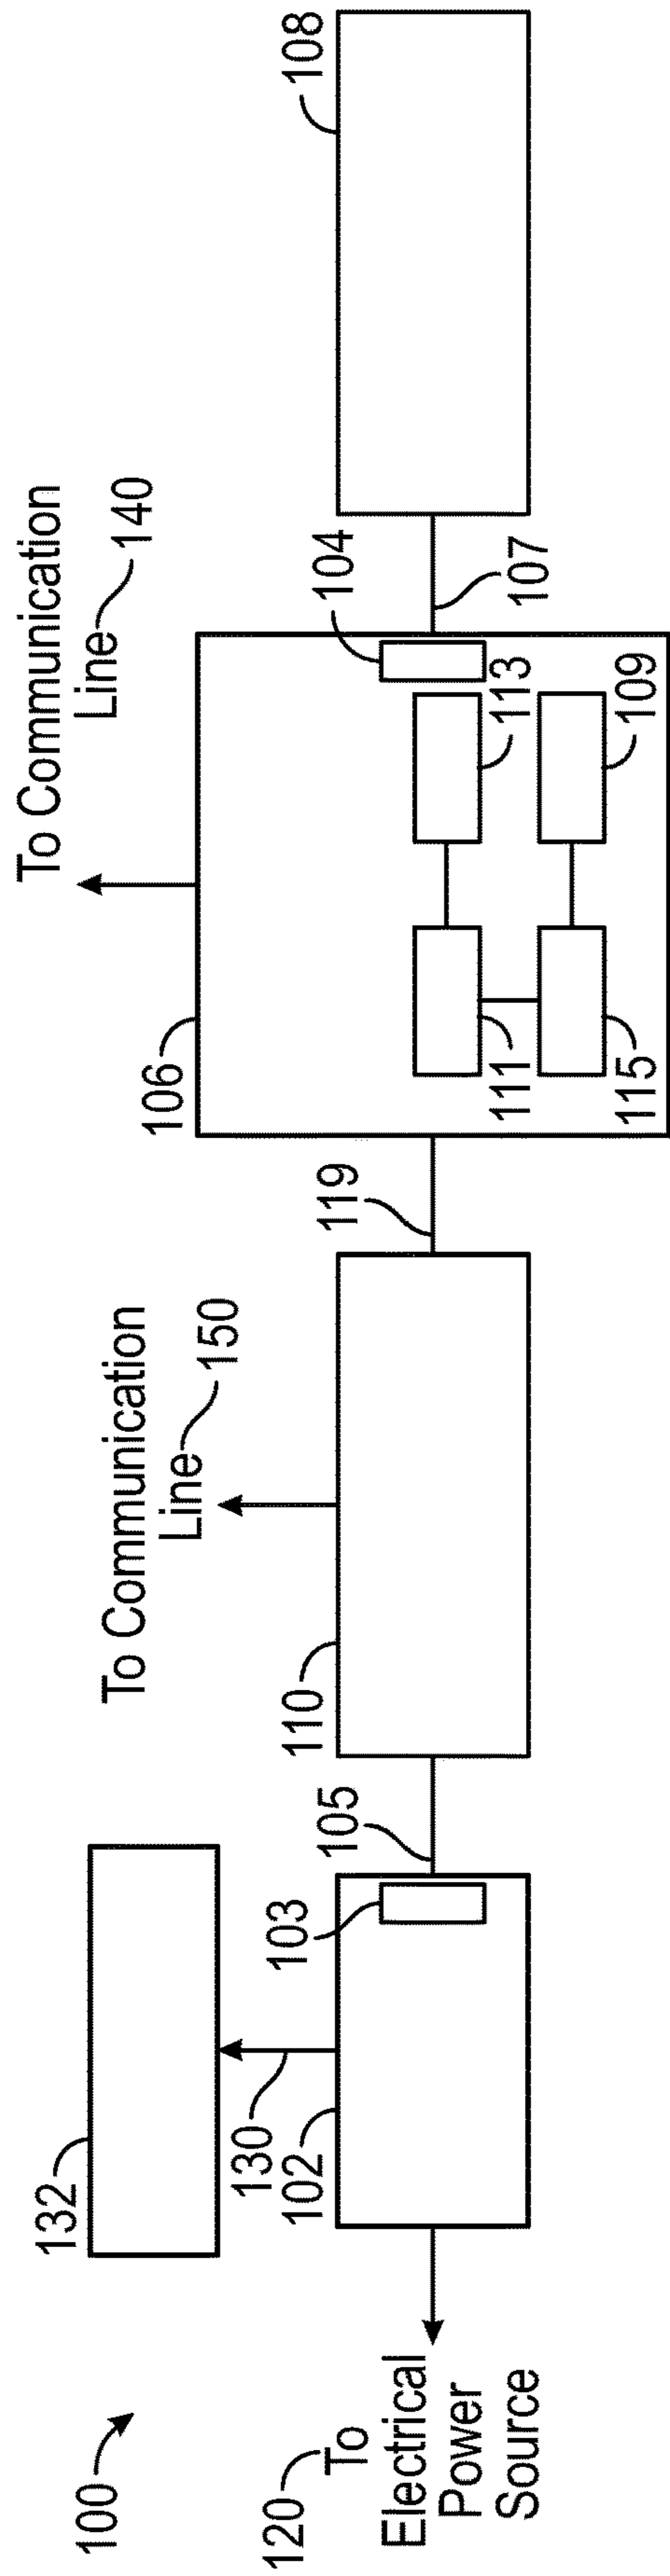 100
120
To
Electrical
Power
Source
132
130
102
103
105
110
To Communication
Line
150
119
106
To Communication
Line
140
111
115
113
109
104
107
108